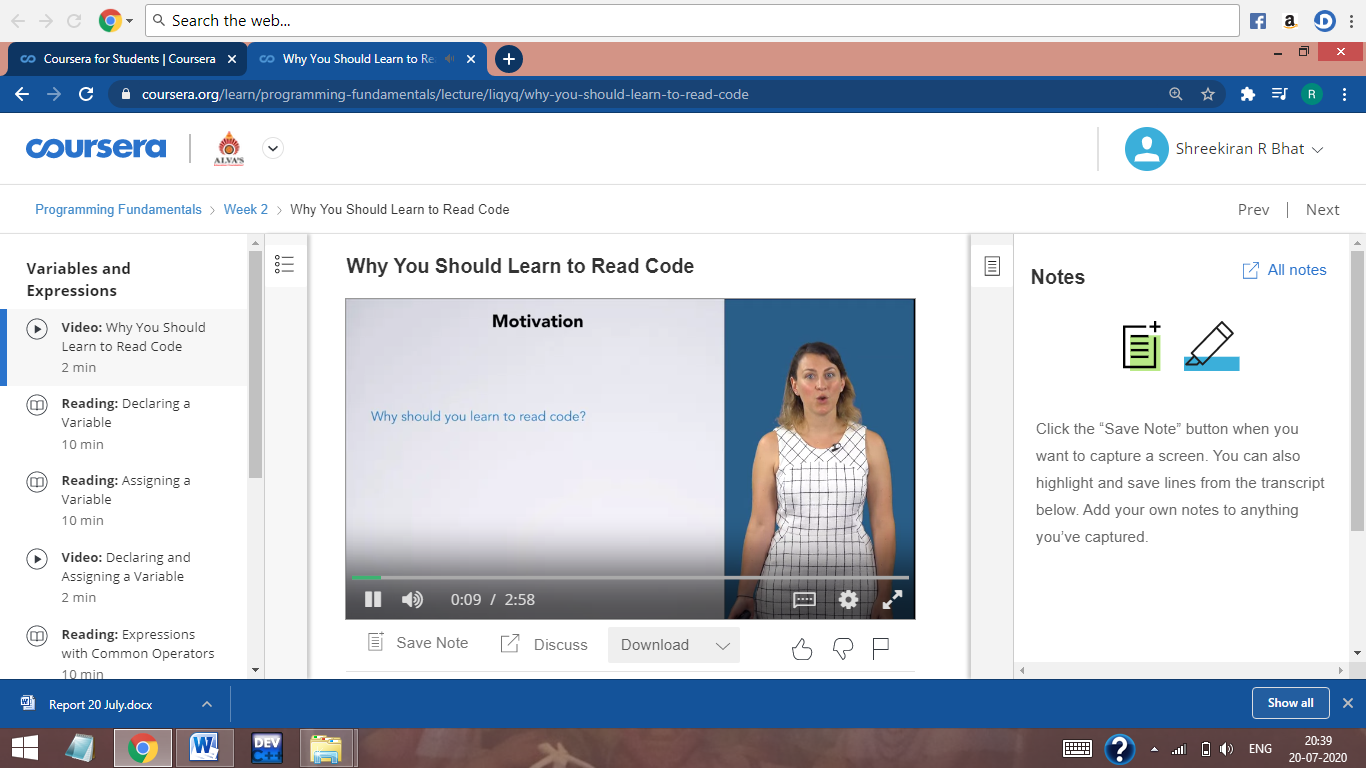 Search the web...
Coursera for Students | Coursera
Why You Should Learn to Re
coursera.org/learn/programming-fundamentals/lecture/liqyq/why-you-should-learn-to-read-code
R
coursera
ALVA'S
Shreekiran R Bhat
Programming Fundamentals > Week 2 > Why You Should Learn to Read Code
Prev | Next
Variables and
Expressions
Video: Why You Should
Learn to Read Code
2 min
Reading: Declaring a
Variable
10 min
Reading: Assigning a
Variable
10 min
Video: Declaring and
Assigning a Variable
2 min
Reading: Expressions
with Common Operators
10 min
Why You Should Learn to Read Code
Motivation
Why should you learn to read code?
0:09 / 2:58
Save Note
Discuss
Download
Notes
All notes
Click the “Save Note” button when you
want to capture a screen. You can also
highlight and save lines from the transcript
below. Add your own notes to anything
you’ve captured.
Report 20 July.docx
Show all
DEV
C++
ENG
20:39
20-07-2020